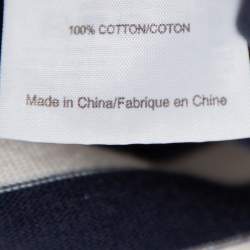 100% COTTON/COTON
Made in China/Fabrique en Chine